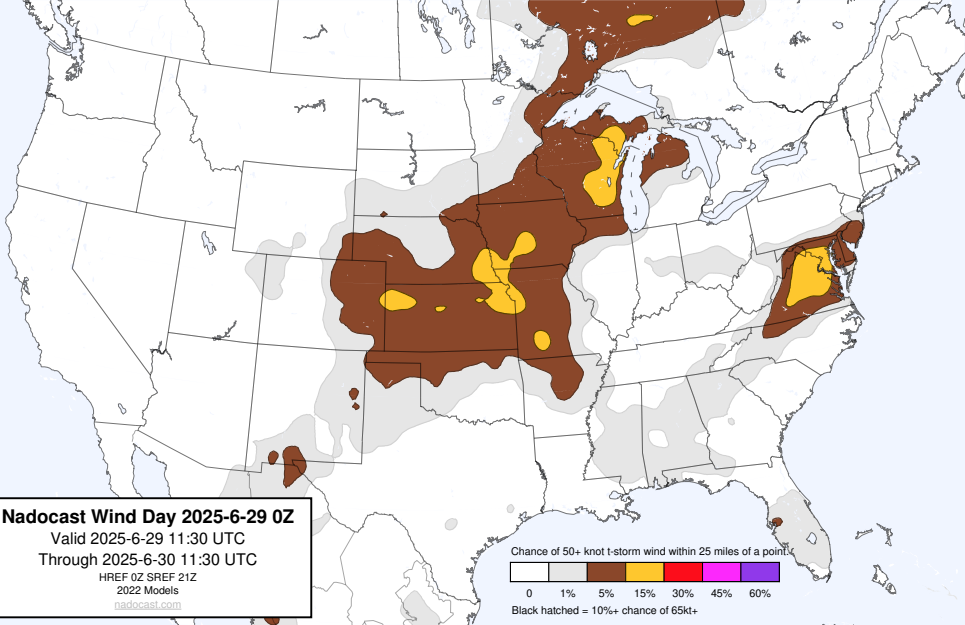 Nadocast Wind Day 2025-6-29 0Z
Valid 2025-6-29 11:30 UTC
Through 2025-6-30 11:30 UTC
HREF 0Z SREF 21Z
2022 Models
nadocast.com
Chance of 50+ knot t-storm wind within 25 miles of a point.
0 1% 5% 15% 30% 45% 60%
Black hatched = 10%+ chance of 65kt+